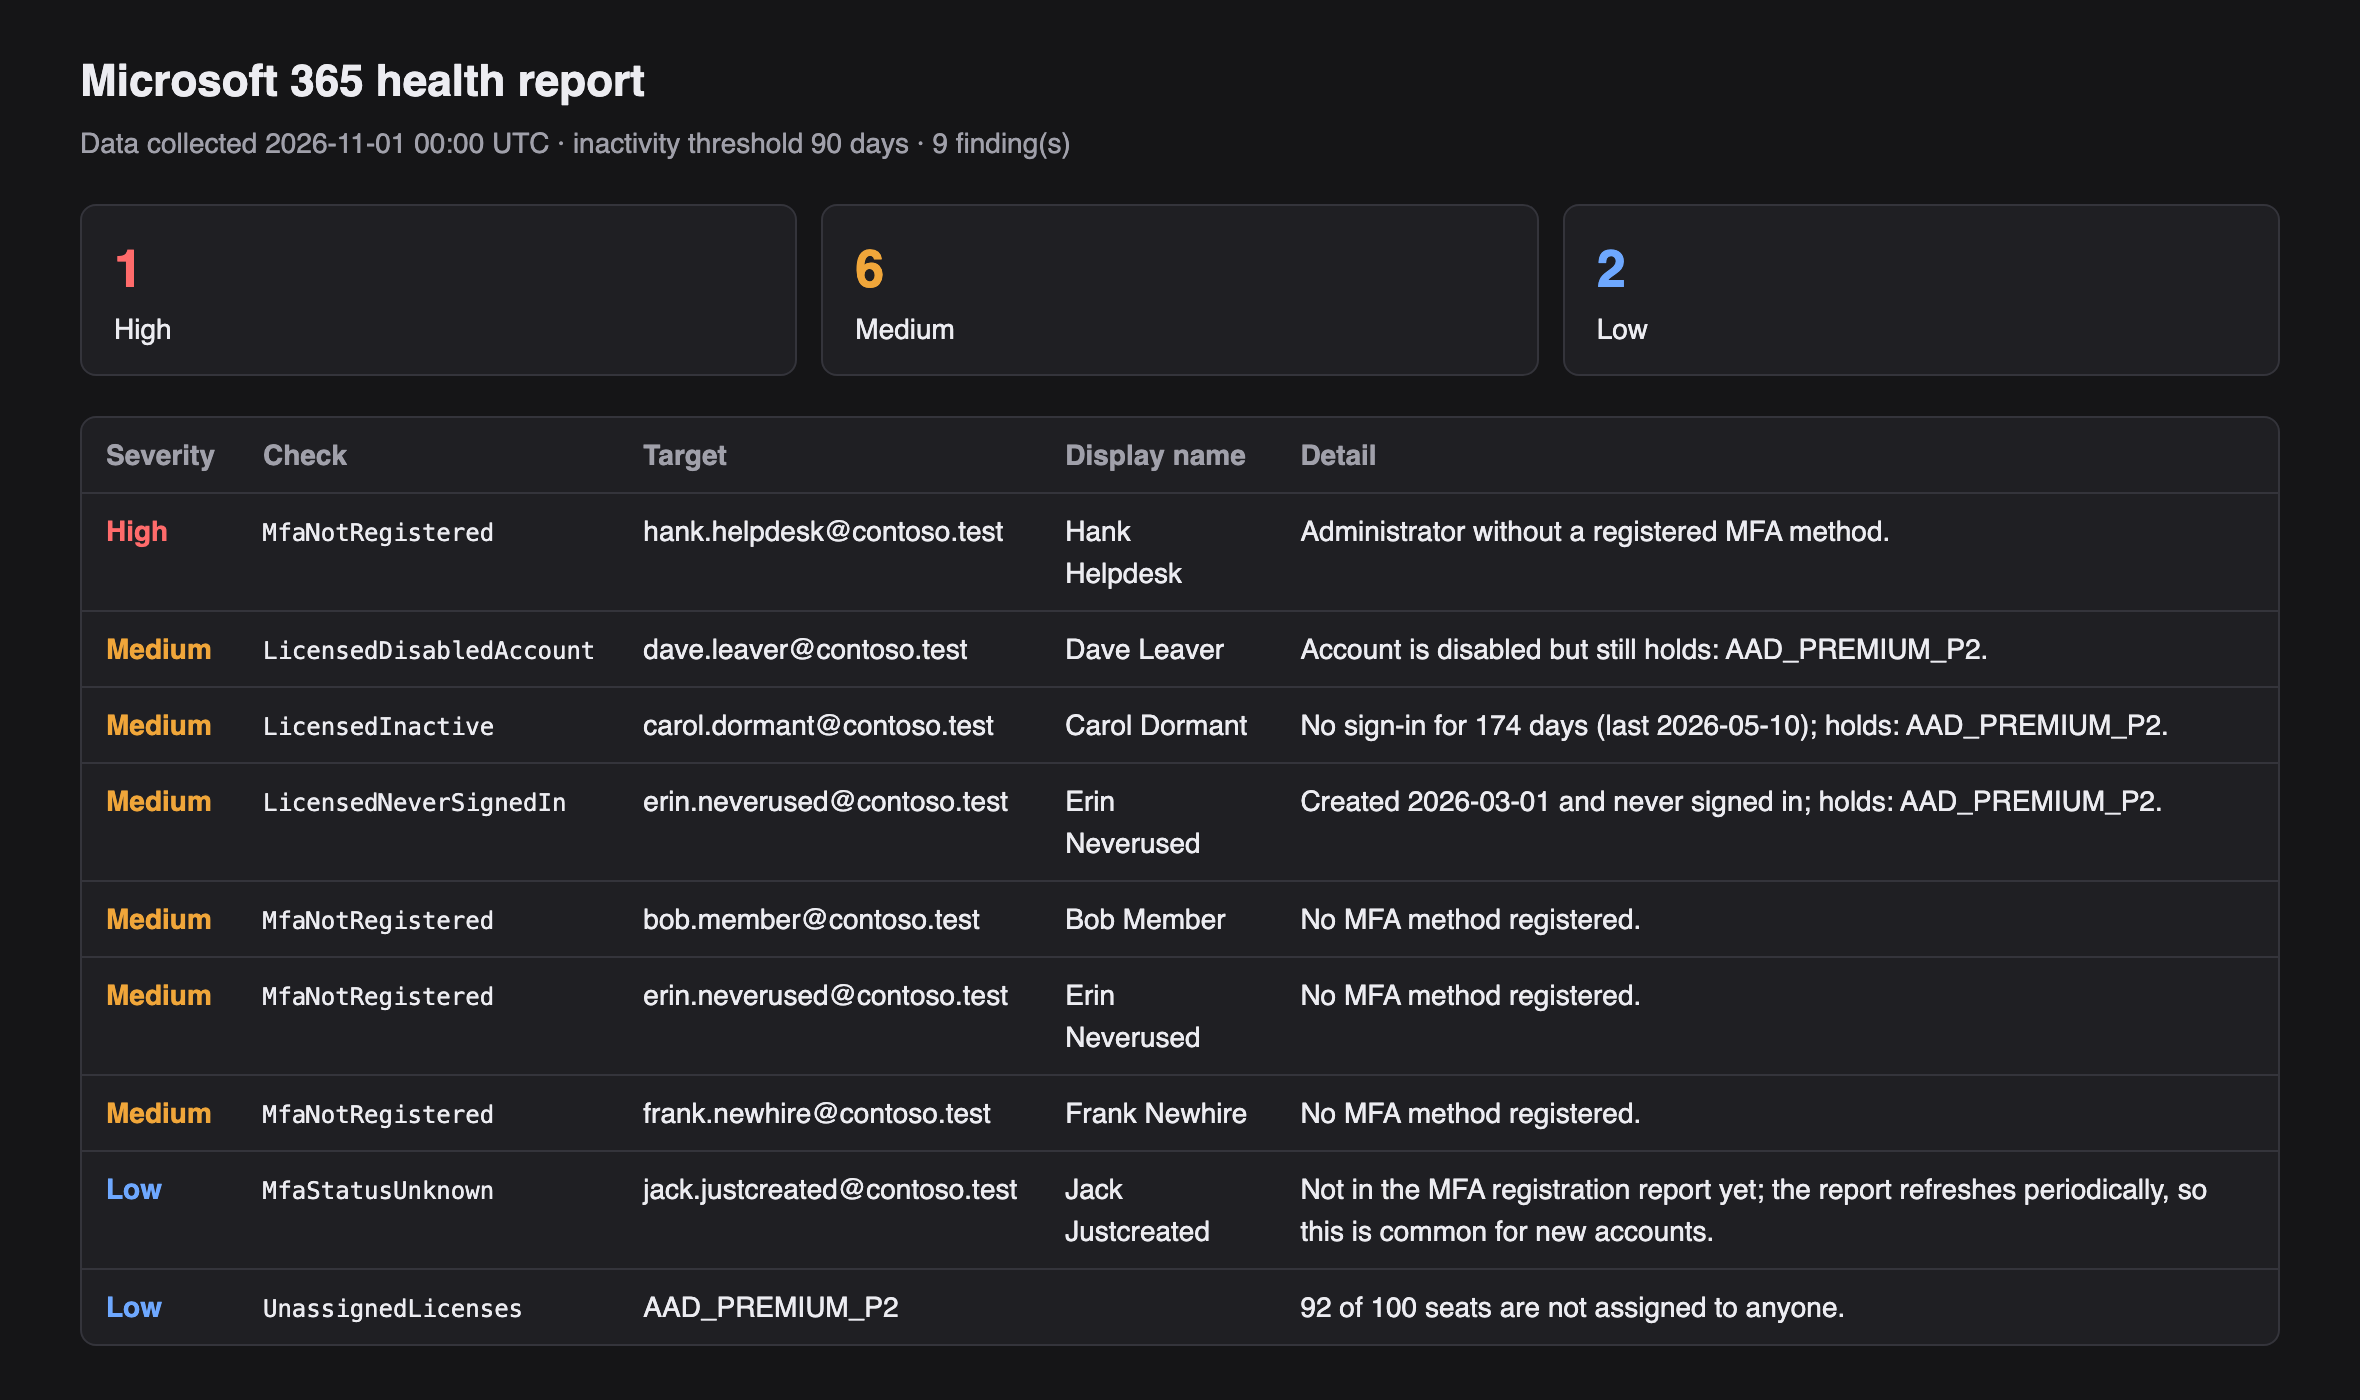 Microsoft 365 health report
Data collected 2026-11-01 00:00 UTC · inactivity threshold 90 days · 9 finding(s)
1
High
6
Medium
2
Low
Severity Check Target Display name Detail
High MfaNotRegistered hank.helpdesk@contoso.test Hank Administrator without a registered MFA method.
Helpdesk
Medium LicensedDisabledAccount dave.leaver@contoso.test Dave Leaver Account is disabled but still holds: AAD_PREMIUM_P2.
Medium LicensedInactive carol.dormant@contoso.test Carol Dormant No sign-in for 174 days (last 2026-05-10); holds: AAD_PREMIUM_P2.
Medium LicensedNeverSignedIn erin.neverused@contoso.test Erin Created 2026-03-01 and never signed in; holds: AAD_PREMIUM_P2.
Neverused
Medium MfaNotRegistered bob.member@contoso.test Bob Member No MFA method registered.
Medium MfaNotRegistered erin.neverused@contoso.test Erin No MFA method registered.
Neverused
Medium MfaNotRegistered frank.newhire@contoso.test Frank Newhire No MFA method registered.
Low MfaStatusUnknown jack.justcreated@contoso.test Jack Not in the MFA registration report yet; the report refreshes periodically, so
Justcreated this is common for new accounts.
Low UnassignedLicenses AAD_PREMIUM_P2 92 of 100 seats are not assigned to anyone.